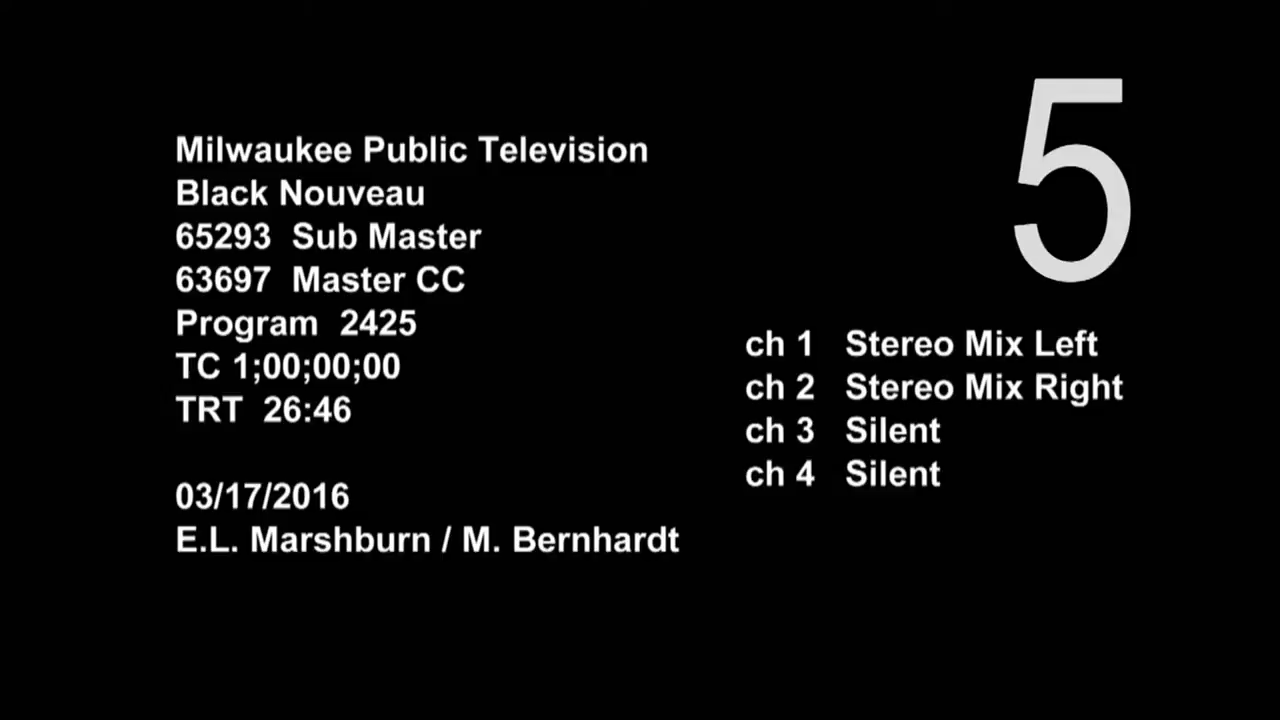 5
Milwaukee Public Television
Black Nouveau
65293  Sub Master
63697  Master CC
Program  2425
TC 1;00;00;00
TRT  26:46
03/17/2016
E.L. Marshburn / M. Bernhardt
ch 1   Stereo Mix Left
ch 2   Stereo Mix Right
ch 3   Silent
ch 4   Silent